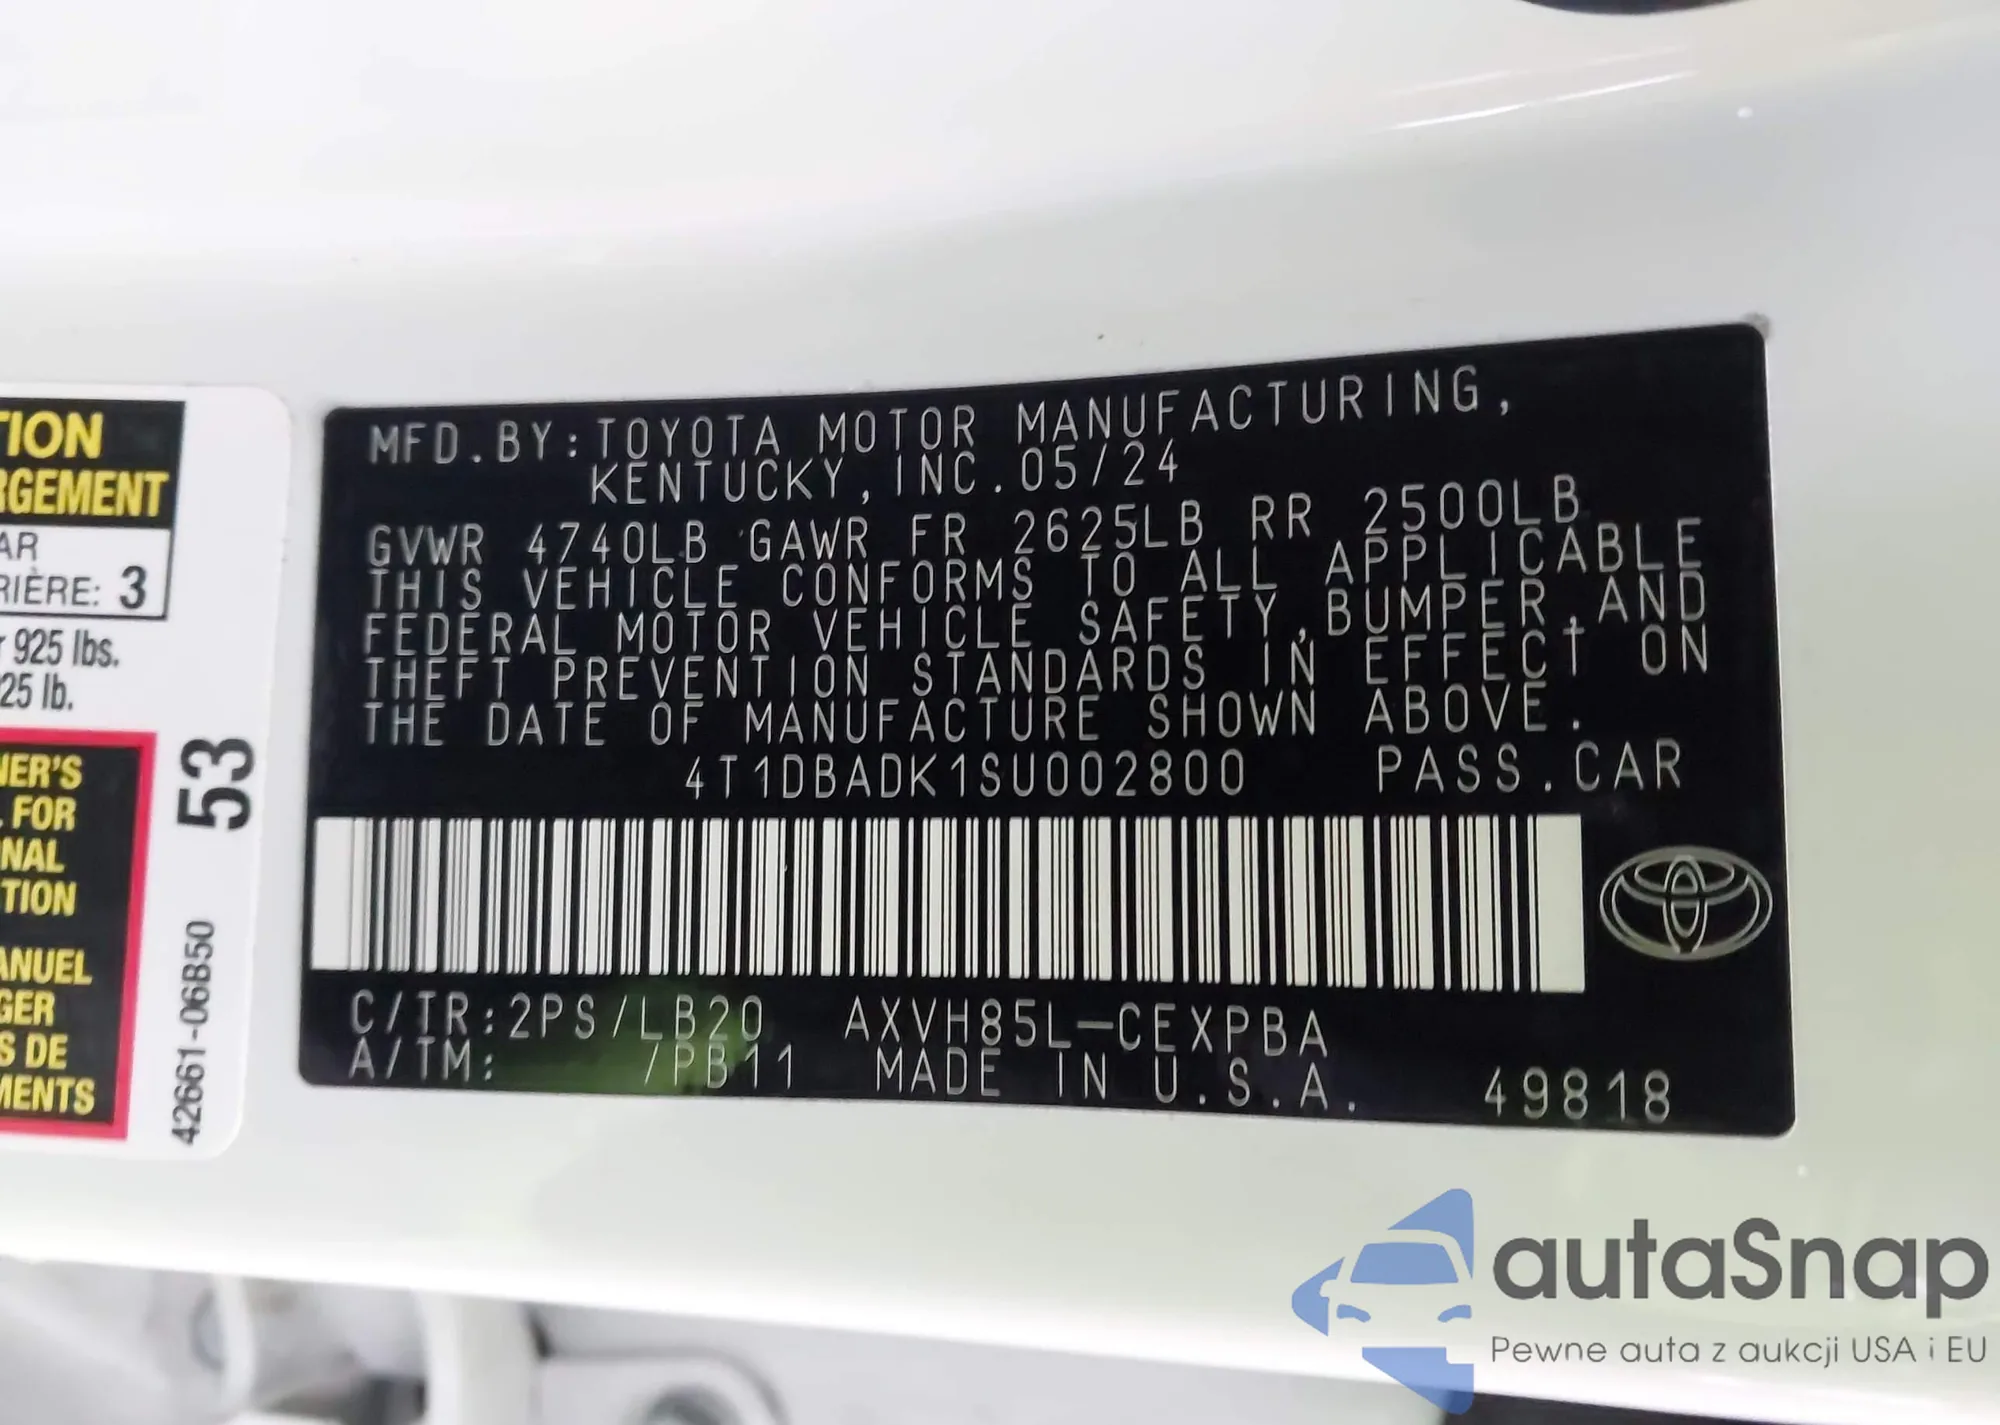 TION
RGEMENT
AR
RIÈRE: 3
r 925 lbs.
25 lb.
NER'S
FOR
NAL
TION
ANUEL
GER
S DE
MENTS
53
42661-06B50
MFD.BY:TOYOTA MOTOR MANUFACTURING,
KENTUCKY, INC.05/24
GVWR 4740LB GAWR FR 2625LB RR 2500LB
THIS VEHICLE CONFORMS TO ALL APPLICABLE
FEDERAL MOTOR VEHICLE SAFETY,BUMPER,AND
THEFT PREVENTION STANDARDS IN EFFECT ON
THE DATE OF MANUFACTURE SHOWN ABOVE.
4T1DBADK1SU002800 PASS.CAR
C/TR:2PS/LB20 AXVH85L-CEXPBA
A/TM: /PB11 MADE IN U.S.A. 49818
autaSnap
Pewne auta z aukcji USA i EU